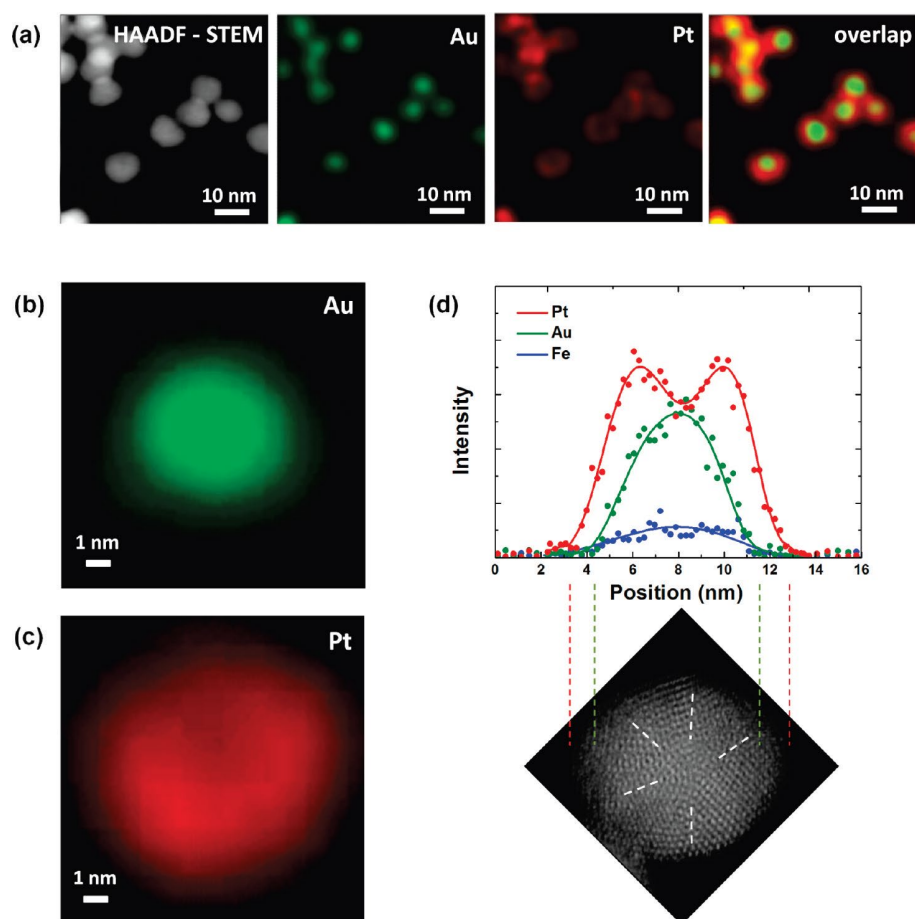 (a) HAADF - STEM Au Pt overlap
10 nm 10 nm 10 nm 10 nm
(b) Au
1 nm
(c) Pt
1 nm
(d)
Pt
Au
Fe
Intensity
0 2 4 6 8 10 12 14 16
Position (nm)